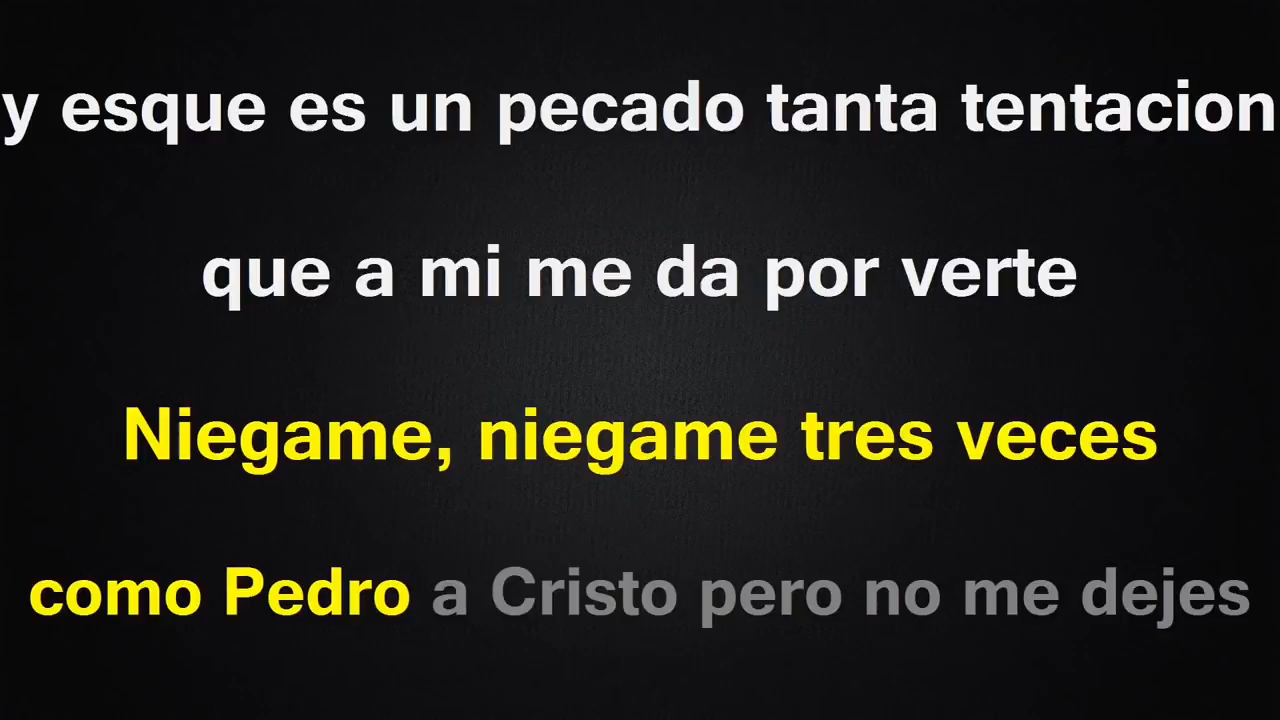 y esque es un pecado tanta tentacion
que a mi me da por verte
Niegame, niegame tres veces
como Pedro a Cristo pero no me dejes